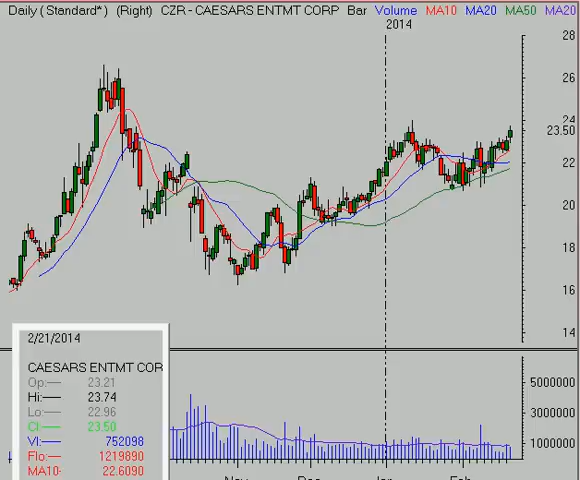 Daily (Standard*) (Right) CZR - CAESARS ENTMT CORP Bar Volume MA10 MA20 MA50 MA20
2014
28
24
23.50
22
20
18
16
14
2/21/2014
CAESARS ENTMT COR
Op:— 23.21
Hi:— 23.74
Lo:— 22.96
Cl:— 23.50
Vl:— 752098
Flo:— 1219890
MA10- 22.6090
5000000
3000000
1000000
Nov Dec Jan Feb